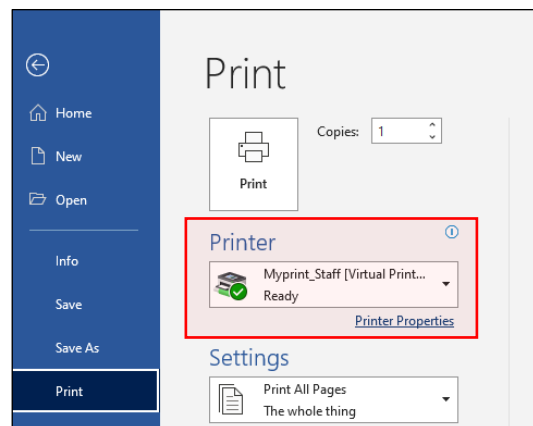 Print
Home
New
Open
Info
Save
Save As
Print
Copies: 1
Print
Printer
Myprint_Staff [Virtual Print...
Ready
Printer Properties
Settings
Print All Pages
The whole thing